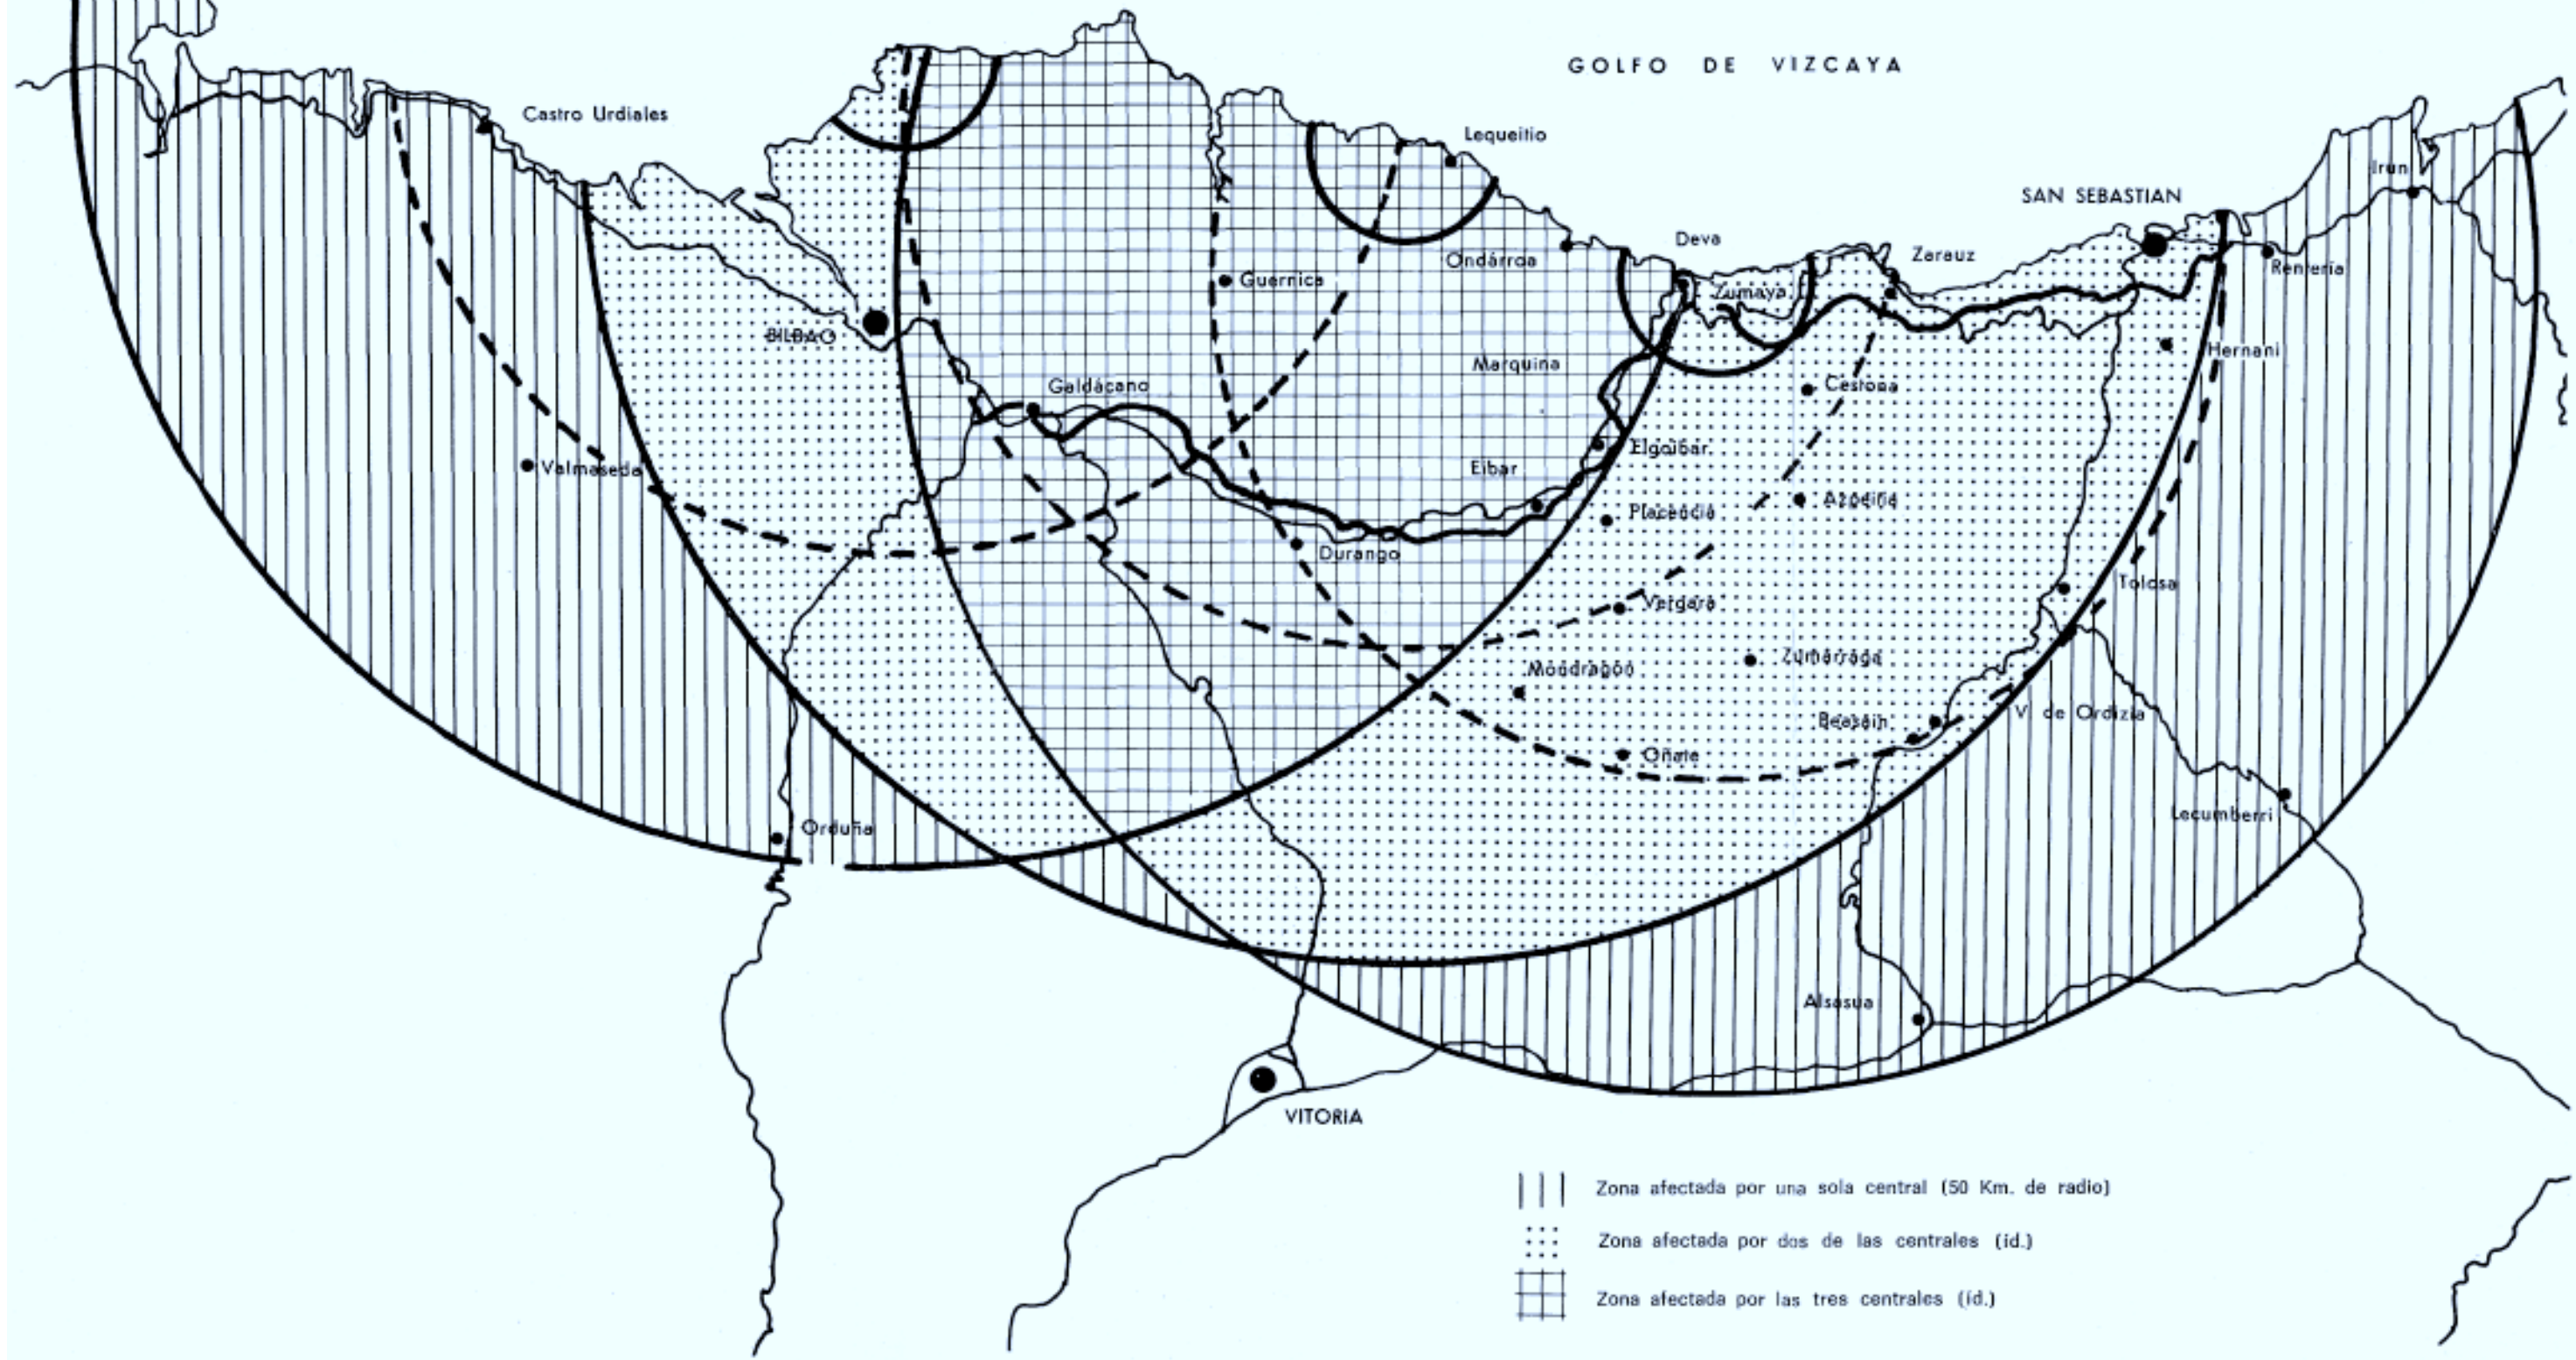 GOLFO DE VIZCAYA
Castro Urdiales
Lequeitio
Irun
SAN SEBASTIAN
Deva
Zarauz
Ondárroa
Rentería
Guernica
Zumaya
BILBAO
Hernani
Marquina
Galdácano
Cestona
Elgoibar
Valmaseda
Eibar
Azpeitia
Placencia
Durango
Tolosa
Vergara
Zumárraga
Mondragón
V. de Ordizia
Beasain
Oñate
Lecumberri
Orduña
Alsasua
VITORIA
Zona afectada por una sola central (50 Km. de radio)
Zona afectada por dos de las centrales (id.)
Zona afectada por las tres centrales (id.)